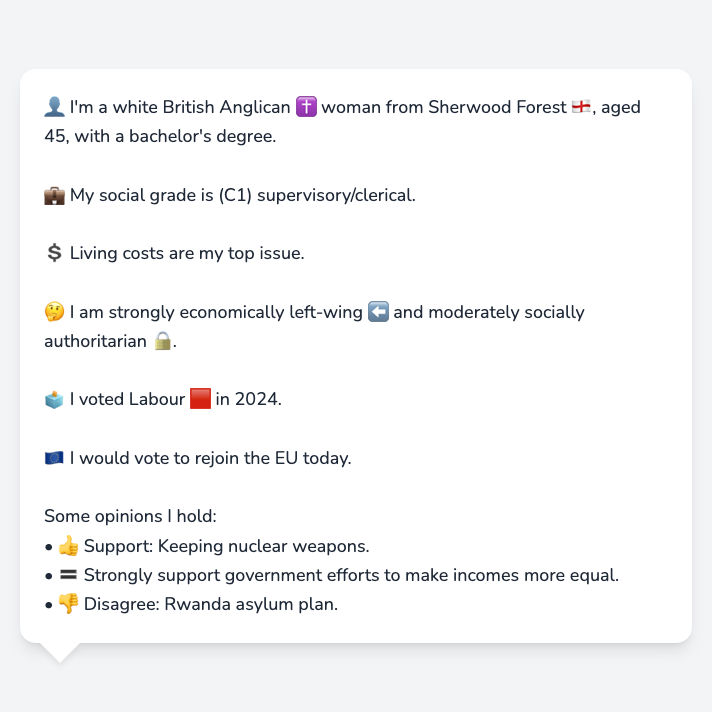 👤 I'm a white British Anglican ✝️ woman from Sherwood Forest 🏴󠁧󠁢󠁥󠁮󠁧󠁿, aged
45, with a bachelor's degree.
💼 My social grade is (C1) supervisory/clerical.
💲 Living costs are my top issue.
🤔 I am strongly economically left-wing ⬅️ and moderately socially
authoritarian 🔒.
🗳️ I voted Labour 🟥 in 2024.
🇪🇺 I would vote to rejoin the EU today.
Some opinions I hold:
• 👍 Support: Keeping nuclear weapons.
• 🟰 Strongly support government efforts to make incomes more equal.
• 👎 Disagree: Rwanda asylum plan.